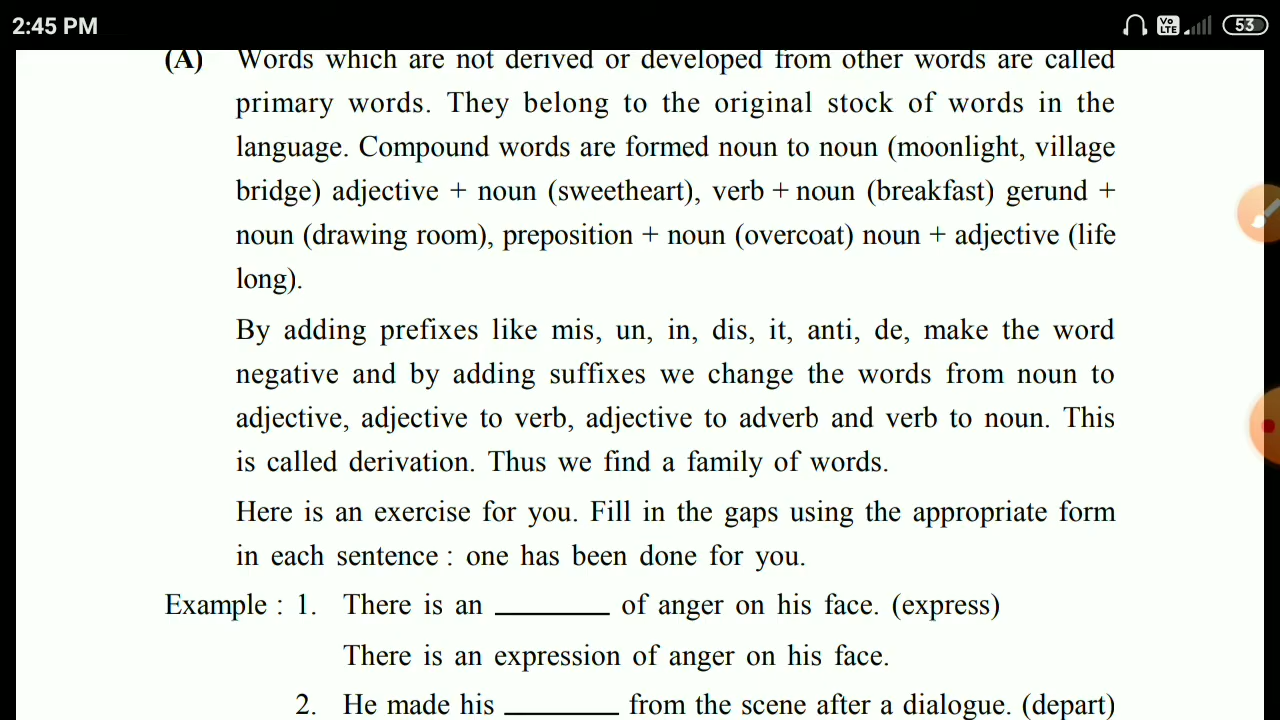 2:45 PM
Vo LTE 53
(A) Words which are not derived or developed from other words are called
primary words. They belong to the original stock of words in the
language. Compound words are formed noun to noun (moonlight, village
bridge) adjective + noun (sweetheart), verb + noun (breakfast) gerund +
noun (drawing room), preposition + noun (overcoat) noun + adjective (life
long).
By adding prefixes like mis, un, in, dis, it, anti, de, make the word
negative and by adding suffixes we change the words from noun to
adjective, adjective to verb, adjective to adverb and verb to noun. This
is called derivation. Thus we find a family of words.
Here is an exercise for you. Fill in the gaps using the appropriate form
in each sentence : one has been done for you.
Example : 1. There is an ________ of anger on his face. (express)
There is an expression of anger on his face.
2. He made his ________ from the scene after a dialogue. (depart)